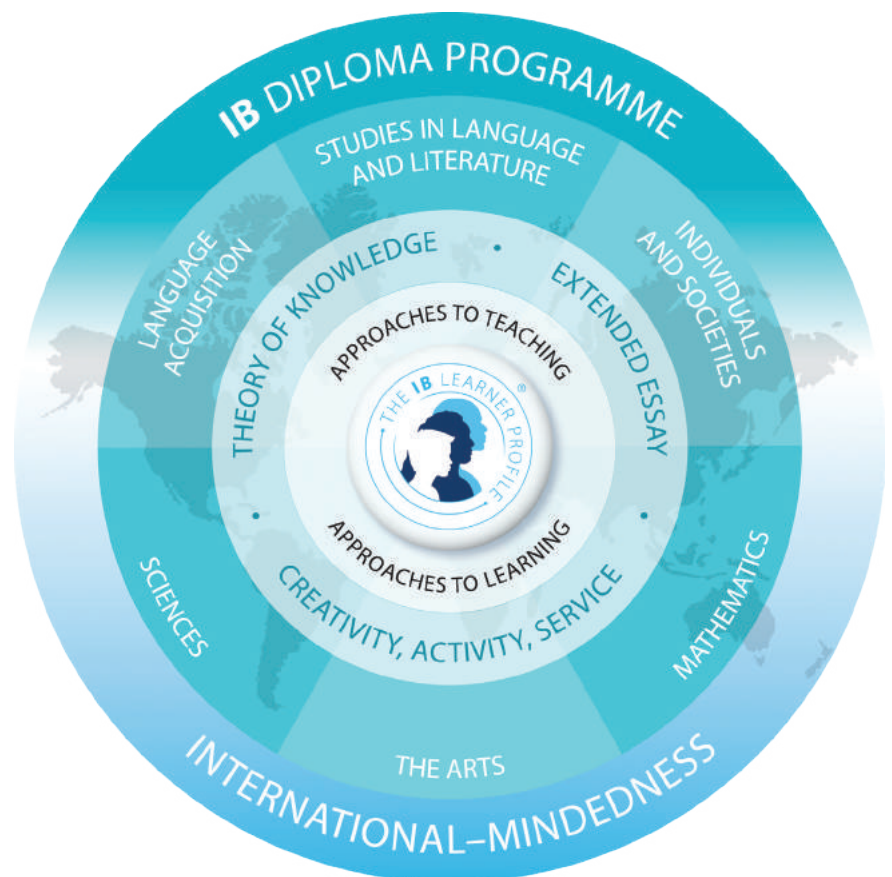 IB DIPLOMA PROGRAMME
STUDIES IN LANGUAGE
AND LITERATURE
LANGUAGE
ACQUISITION
INDIVIDUALS
AND SOCIETIES
THEORY OF KNOWLEDGE
•
EXTENDED ESSAY
APPROACHES TO TEACHING
• THE IB LEARNER PROFILE •
®
APPROACHES TO LEARNING
•
CREATIVITY, ACTIVITY, SERVICE
•
SCIENCES
MATHEMATICS
THE ARTS
INTERNATIONAL–MINDEDNESS